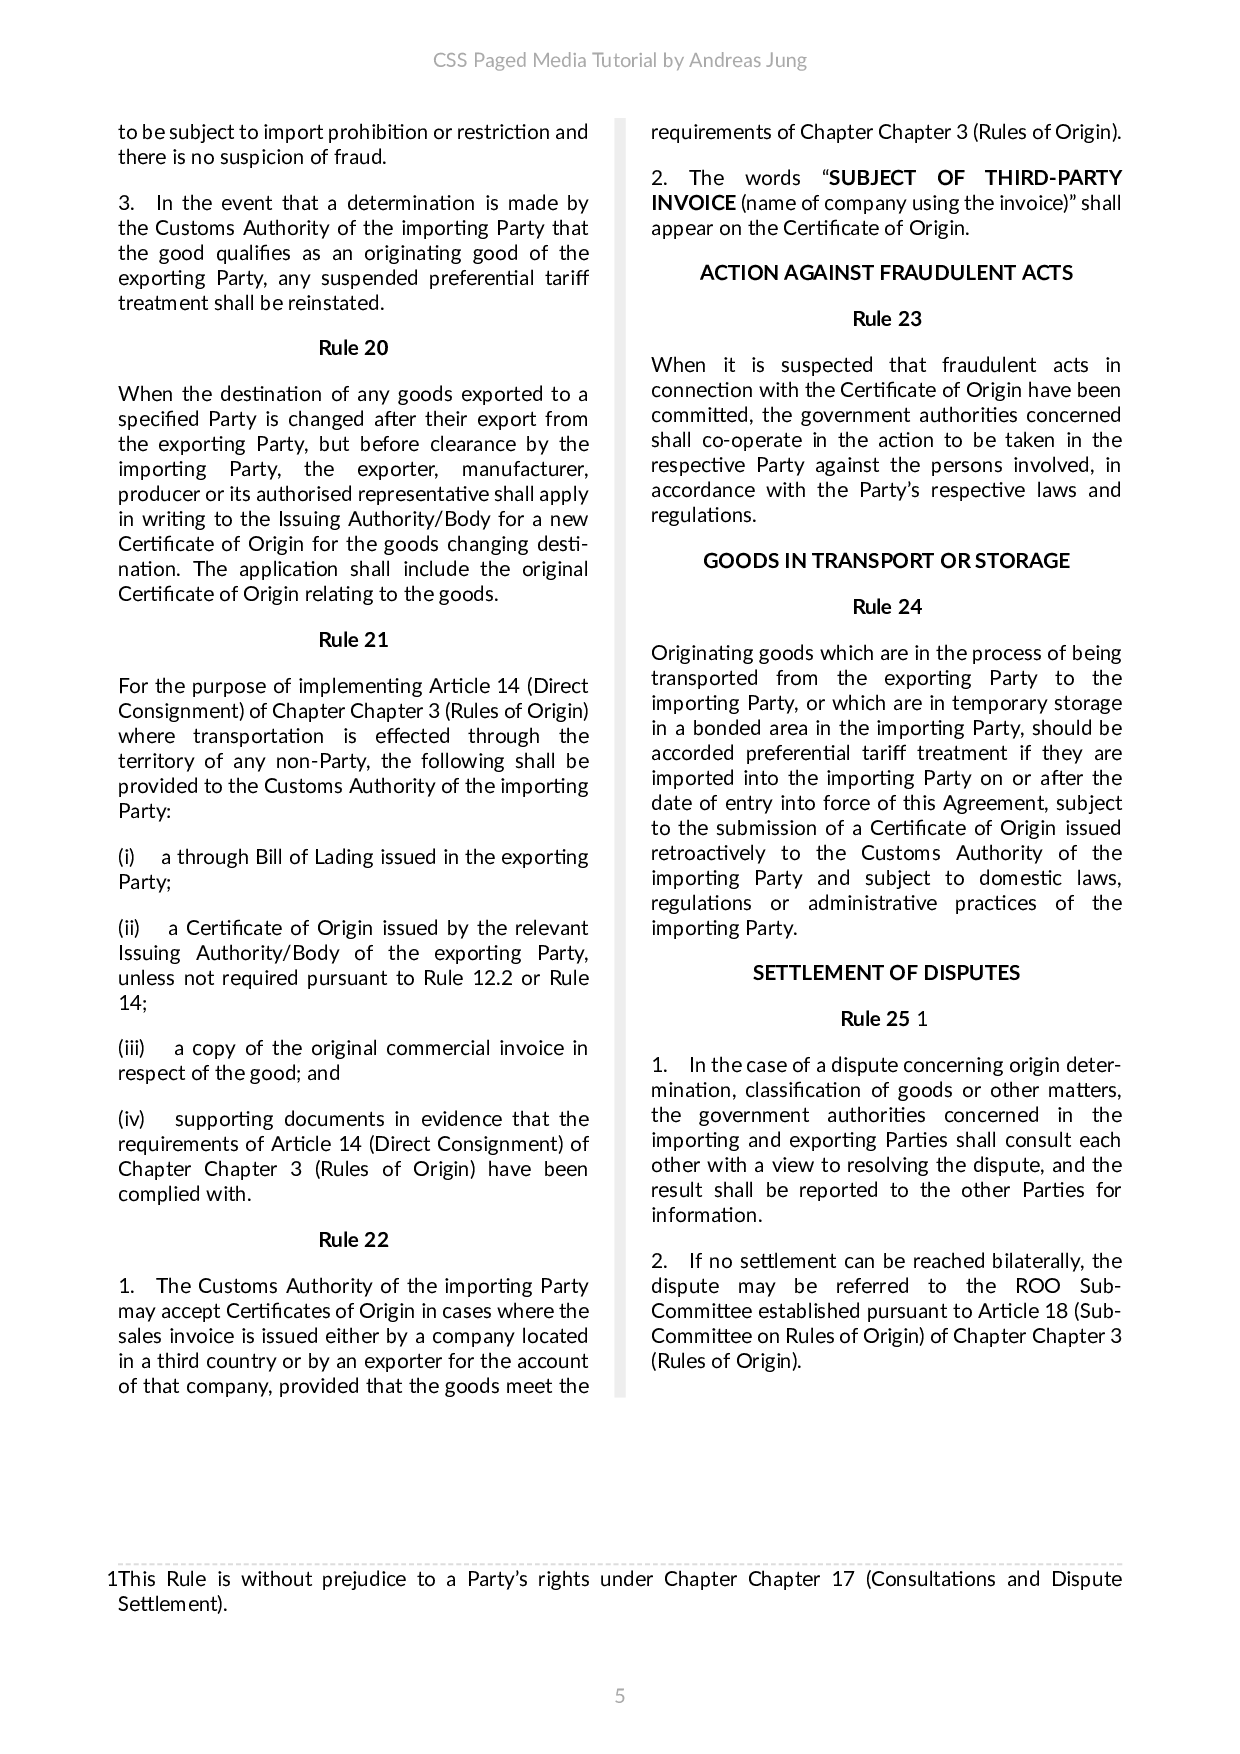 CSS Paged Media Tutorial by Andreas Jung
to be subject to import prohibition or restriction and
there is no suspicion of fraud.
3. In the event that a determination is made by
the Customs Authority of the importing Party that
the good qualifies as an originating good of the
exporting Party, any suspended preferential tariff
treatment shall be reinstated.
Rule 20
When the destination of any goods exported to a
specified Party is changed after their export from
the exporting Party, but before clearance by the
importing Party, the exporter, manufacturer,
producer or its authorised representative shall apply
in writing to the Issuing Authority/Body for a new
Certificate of Origin for the goods changing desti-
nation. The application shall include the original
Certificate of Origin relating to the goods.
Rule 21
For the purpose of implementing Article 14 (Direct
Consignment) of Chapter Chapter 3 (Rules of Origin)
where transportation is effected through the
territory of any non-Party, the following shall be
provided to the Customs Authority of the importing
Party:
(i) a through Bill of Lading issued in the exporting
Party;
(ii) a Certificate of Origin issued by the relevant
Issuing Authority/Body of the exporting Party,
unless not required pursuant to Rule 12.2 or Rule
14;
(iii) a copy of the original commercial invoice in
respect of the good; and
(iv) supporting documents in evidence that the
requirements of Article 14 (Direct Consignment) of
Chapter Chapter 3 (Rules of Origin) have been
complied with.
Rule 22
1. The Customs Authority of the importing Party
may accept Certificates of Origin in cases where the
sales invoice is issued either by a company located
in a third country or by an exporter for the account
of that company, provided that the goods meet the
requirements of Chapter Chapter 3 (Rules of Origin).
2. The words “SUBJECT OF THIRD-PARTY
INVOICE (name of company using the invoice)” shall
appear on the Certificate of Origin.
ACTION AGAINST FRAUDULENT ACTS
Rule 23
When it is suspected that fraudulent acts in
connection with the Certificate of Origin have been
committed, the government authorities concerned
shall co-operate in the action to be taken in the
respective Party against the persons involved, in
accordance with the Party’s respective laws and
regulations.
GOODS IN TRANSPORT OR STORAGE
Rule 24
Originating goods which are in the process of being
transported from the exporting Party to the
importing Party, or which are in temporary storage
in a bonded area in the importing Party, should be
accorded preferential tariff treatment if they are
imported into the importing Party on or after the
date of entry into force of this Agreement, subject
to the submission of a Certificate of Origin issued
retroactively to the Customs Authority of the
importing Party and subject to domestic laws,
regulations or administrative practices of the
importing Party.
SETTLEMENT OF DISPUTES
Rule 25 1
1. In the case of a dispute concerning origin deter-
mination, classification of goods or other matters,
the government authorities concerned in the
importing and exporting Parties shall consult each
other with a view to resolving the dispute, and the
result shall be reported to the other Parties for
information.
2. If no settlement can be reached bilaterally, the
dispute may be referred to the ROO Sub-
Committee established pursuant to Article 18 (Sub-
Committee on Rules of Origin) of Chapter Chapter 3
(Rules of Origin).
1This Rule is without prejudice to a Party’s rights under Chapter Chapter 17 (Consultations and Dispute
Settlement).
5